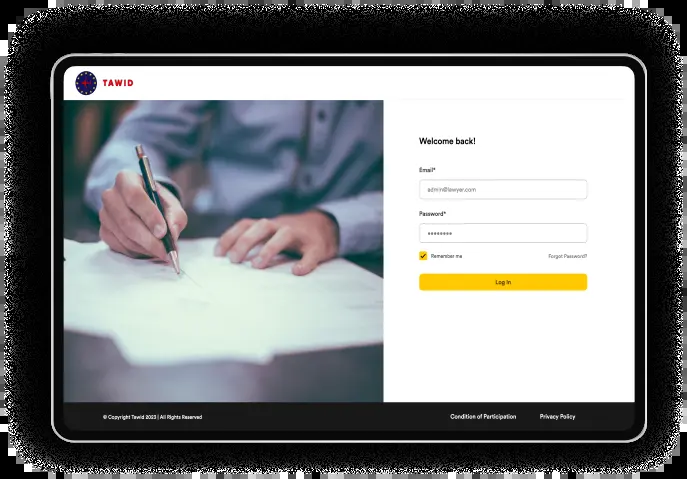 TAWID
Welcome back!
Email*
admin@lawyer.com
Password*
Remember me
Forgot Password?
Log In
© Copyright Tawid 2023 | All Rights Reserved
Condition of Participation
Privacy Policy